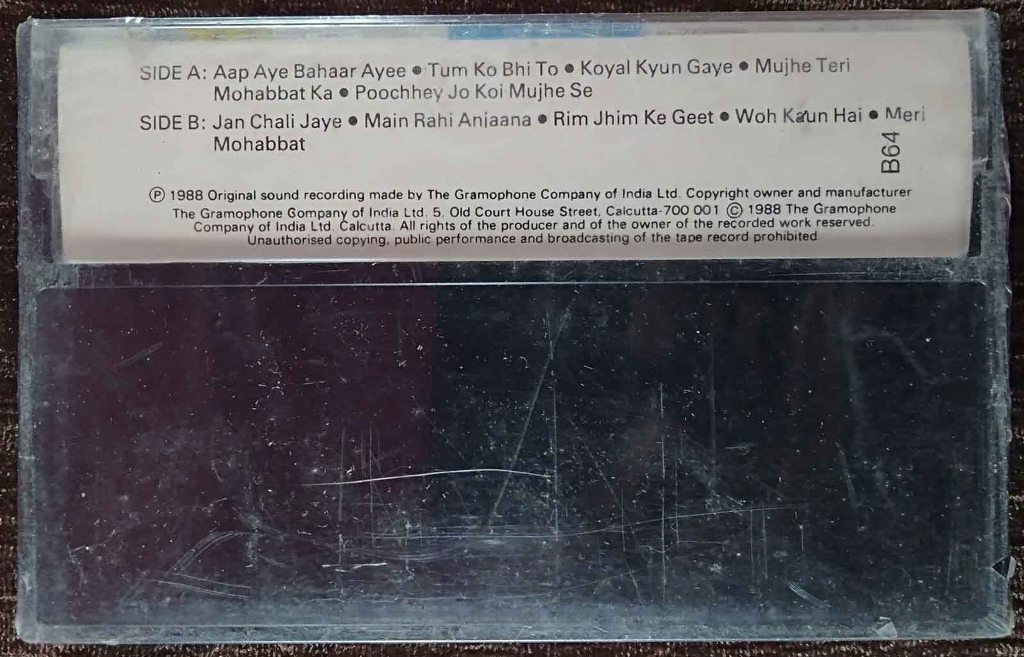 SIDE A: Aap Aye Bahaar Ayee • Tum Ko Bhi To • Koyal Kyun Gaye • Mujhe Teri
Mohabbat Ka • Poochhey Jo Koi Mujhe Se
SIDE B: Jan Chali Jaye • Main Rahi Anjaana • Rim Jhim Ke Geet • Woh Kaun Hai • Meri
Mohabbat
B64
Ⓟ 1988 Original sound recording made by The Gramophone Company of India Ltd. Copyright owner and manufacturer
The Gramophone Company of India Ltd. 5, Old Court House Street, Calcutta-700 001 © 1988 The Gramophone
Company of India Ltd. Calcutta. All rights of the producer and of the owner of the recorded work reserved.
Unauthorised copying, public performance and broadcasting of the tape record prohibited.